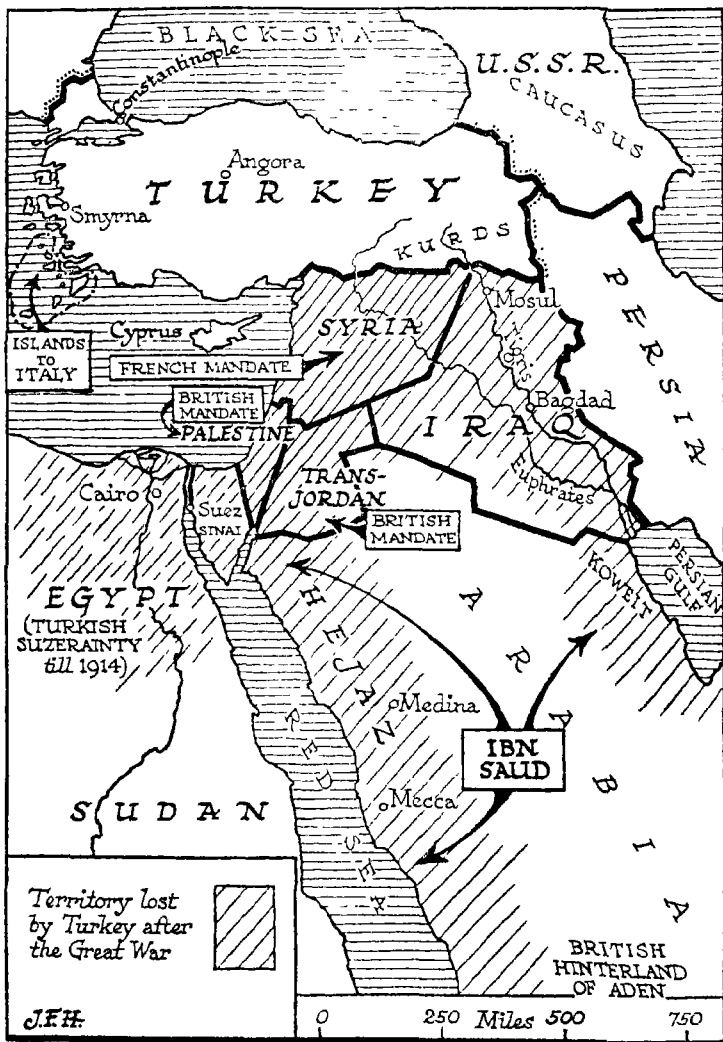 BLACK SEA
U.S.S.R.
CAUCASUS
Constantinople
Angora
TURKEY
Smyrna
KURDS
PERSIA
Mosul
ISLANDS
TO
ITALY
Cyprus
SYRIA
Tigris
FRENCH MANDATE
BRITISH
MANDATE
PALESTINE
Bagdad
IRAQ
Cairo
Suez
SINAI
TRANS-
JORDAN
Euphrates
BRITISH
MANDATE
PERSIAN
GULF
KOWEIT
EGYPT
(TURKISH
SUZERAINTY
till 1914)
HEJAZ
ARABIA
Medina
RED SEA
IBN
SAUD
Mecca
SUDAN
Territory lost
by Turkey after
the Great War
BRITISH
HINTERLAND
OF ADEN
J.F.H.
0 250 Miles 500 750